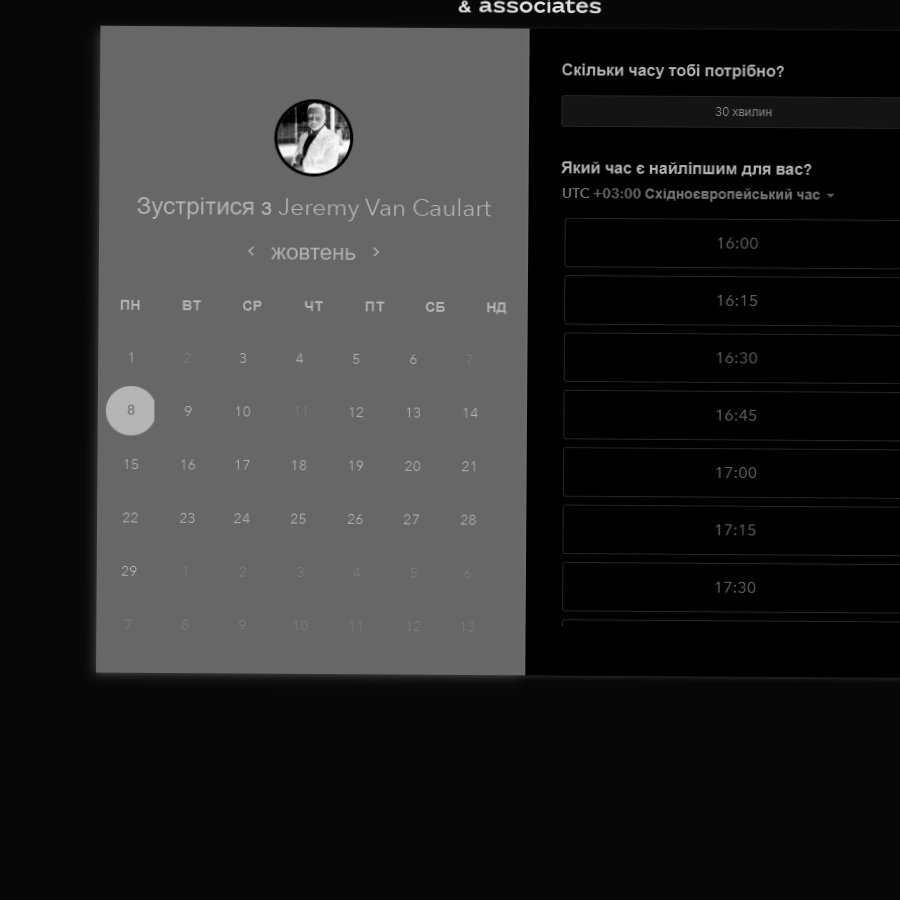 & associates
Зустрітися з Jeremy Van Caulart
жовтень
ПН ВТ СР ЧТ ПТ СБ НД
1 2 3 4 5 6 7
8 9 10 11 12 13 14
15 16 17 18 19 20 21
22 23 24 25 26 27 28
29 1 2 3 4 5 6
7 8 9 10 11 12 13
Скільки часу тобі потрібно?
30 хвилин
Який час є найліпшим для вас?
UTC +03:00 Східноєвропейський час
16:00
16:15
16:30
16:45
17:00
17:15
17:30